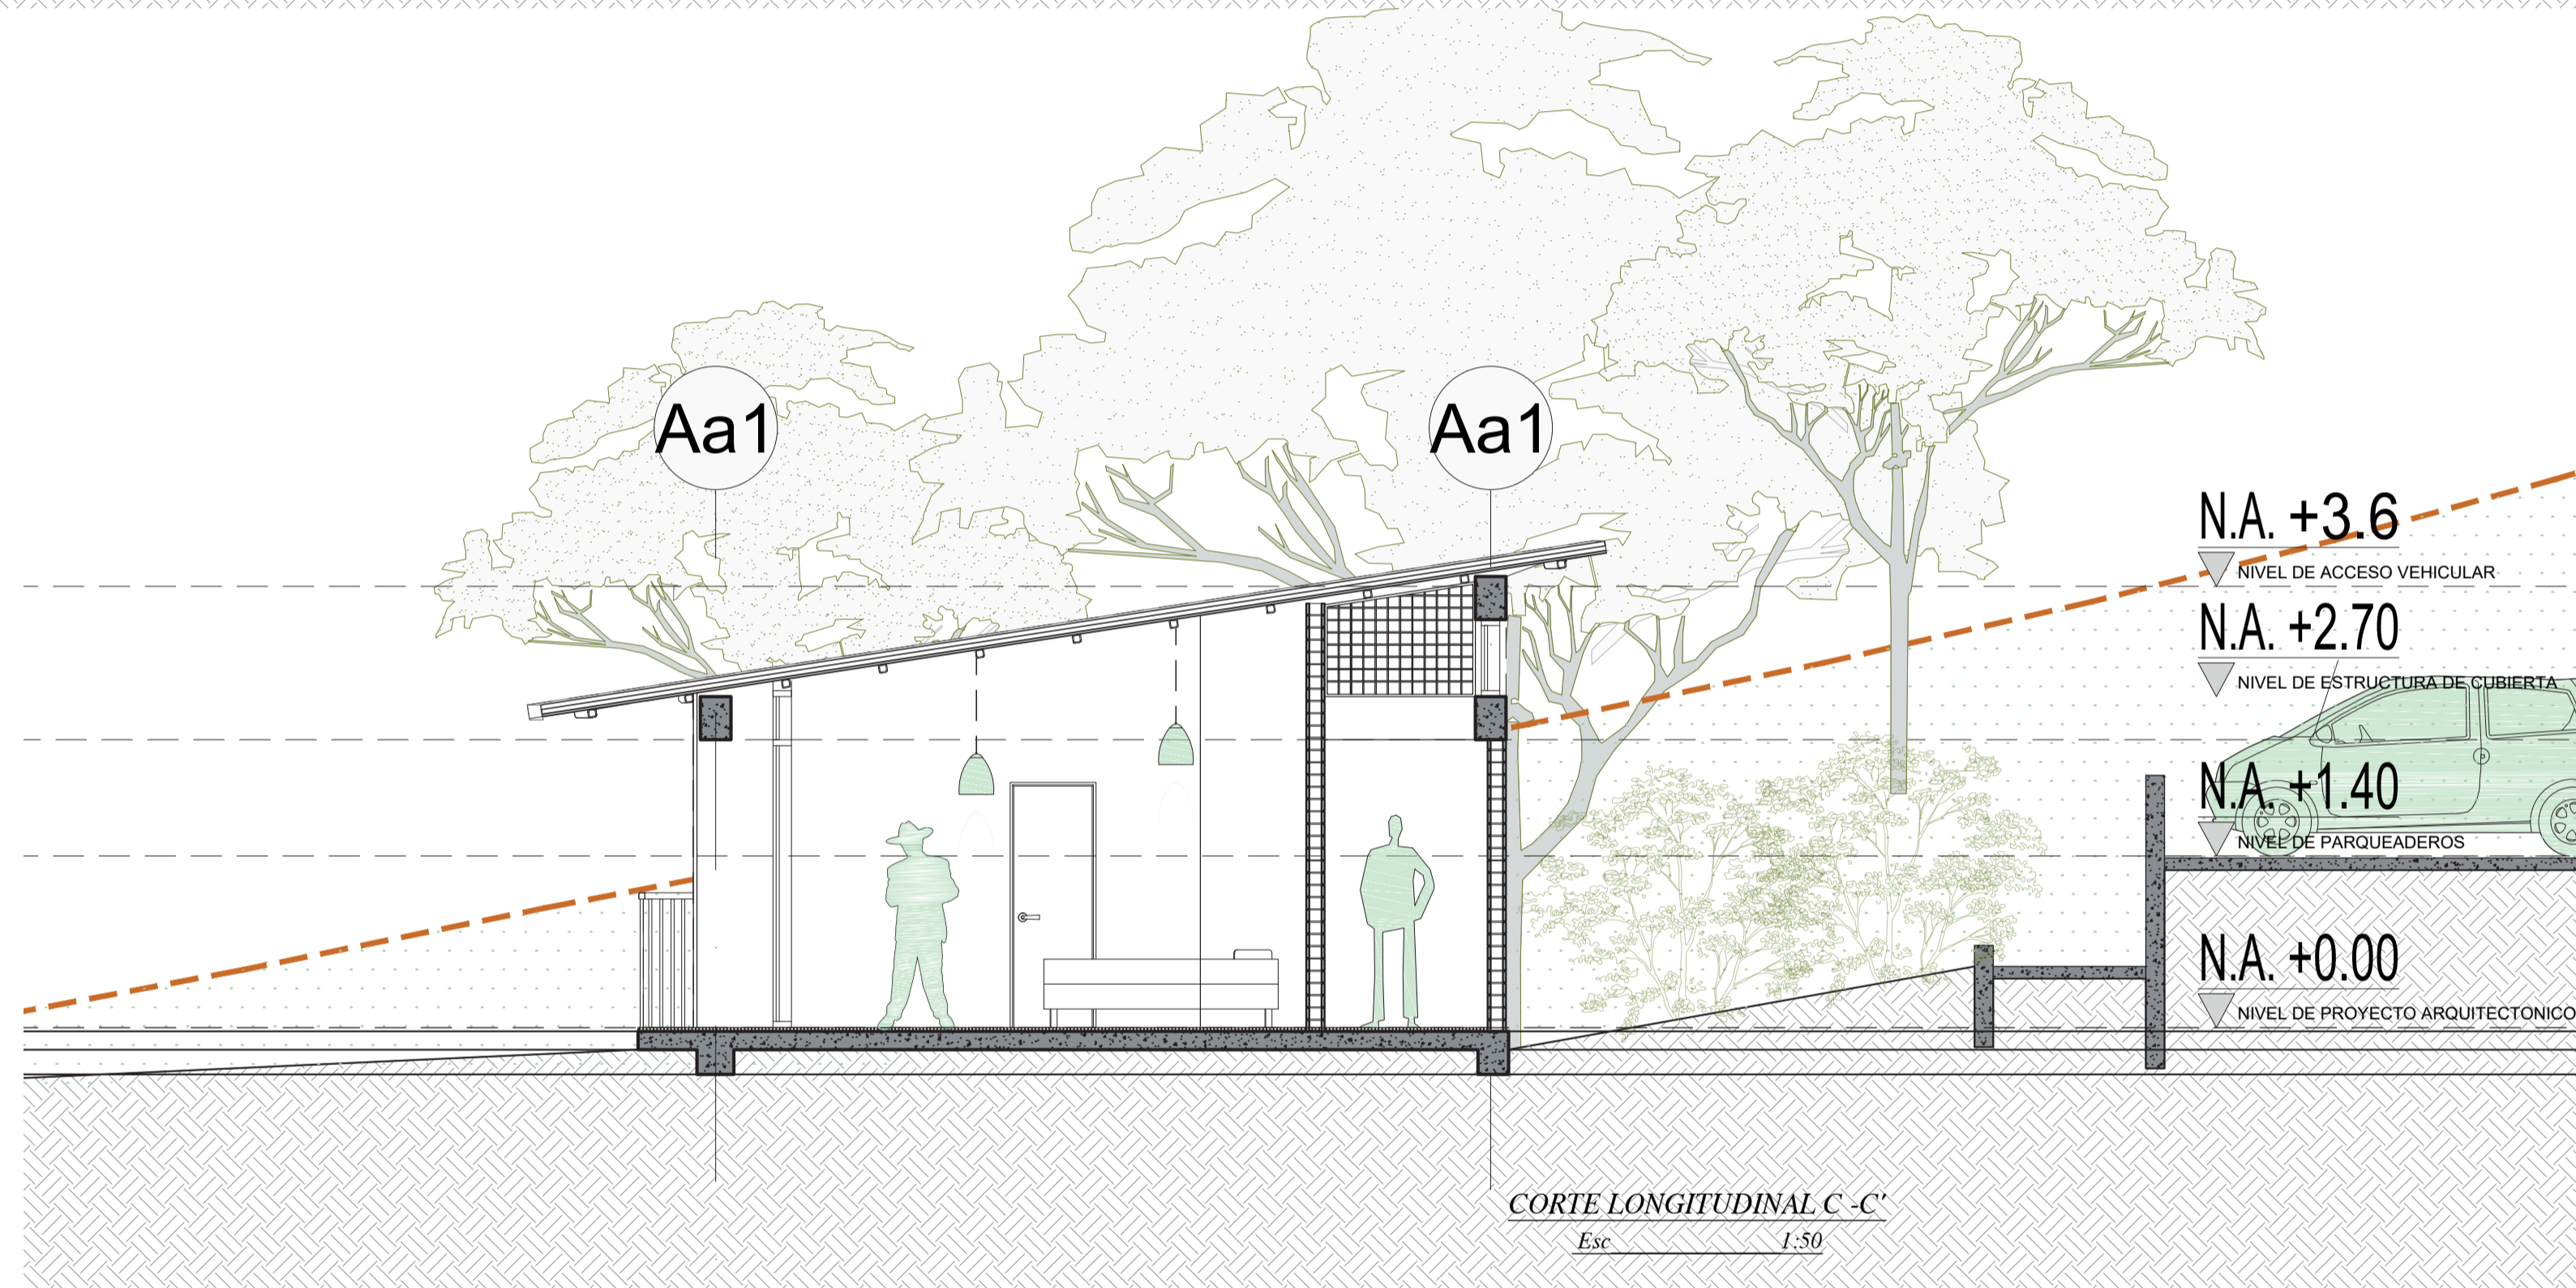 Aa1
Aa1
N.A. +3.6
NIVEL DE ACCESO VEHICULAR
N.A. +2.70
NIVEL DE ESTRUCTURA DE CUBIERTA
N.A. +1.40
NIVEL DE PARQUEADEROS
N.A. +0.00
NIVEL DE PROYECTO ARQUITECTONICO
CORTE LONGITUDINAL C -C'
Esc 1:50